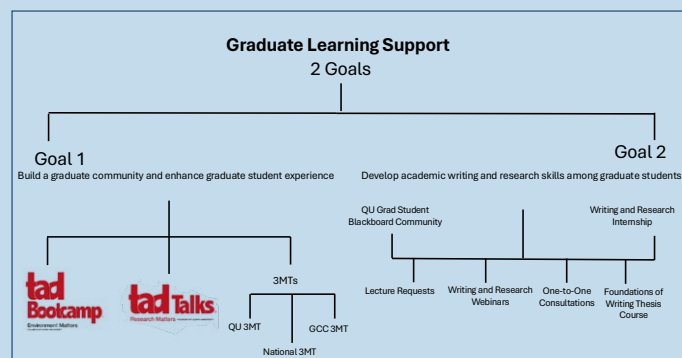 Graduate Learning Support
2 Goals
Goal 1
Build a graduate community and enhance graduate student experience
Goal 2
Develop academic writing and research skills among graduate students
tad
Bootcamp
Environment Matters
tad Talks
Research Matters
3MTs
QU 3MT
GCC 3MT
National 3MT
QU Grad Student
Blackboard Community
Writing and Research
Internship
Lecture Requests
Writing and Research
Webinars
One-to-One
Consultations
Foundations of
Writing Thesis
Course